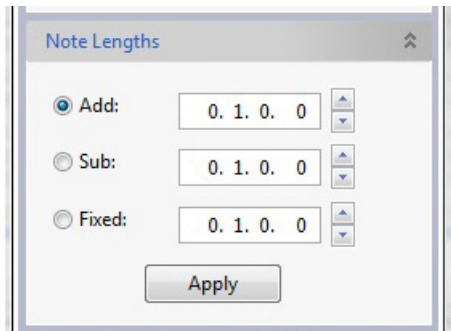 Note Lengths
Add: 0. 1. 0. 0
Sub: 0. 1. 0. 0
Fixed: 0. 1. 0. 0
Apply